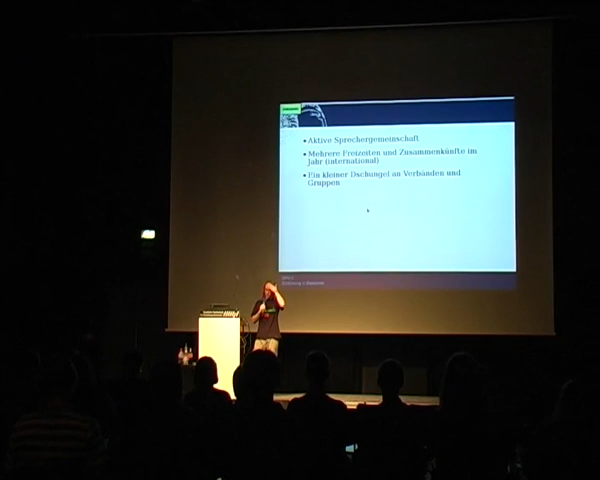 • Aktive Sprechergemeinschaft
• Mehrere Freizeiten und Zusammenkünfte im
Jahr (international)
• Ein kleiner Dschungel an Verbänden und
Gruppen